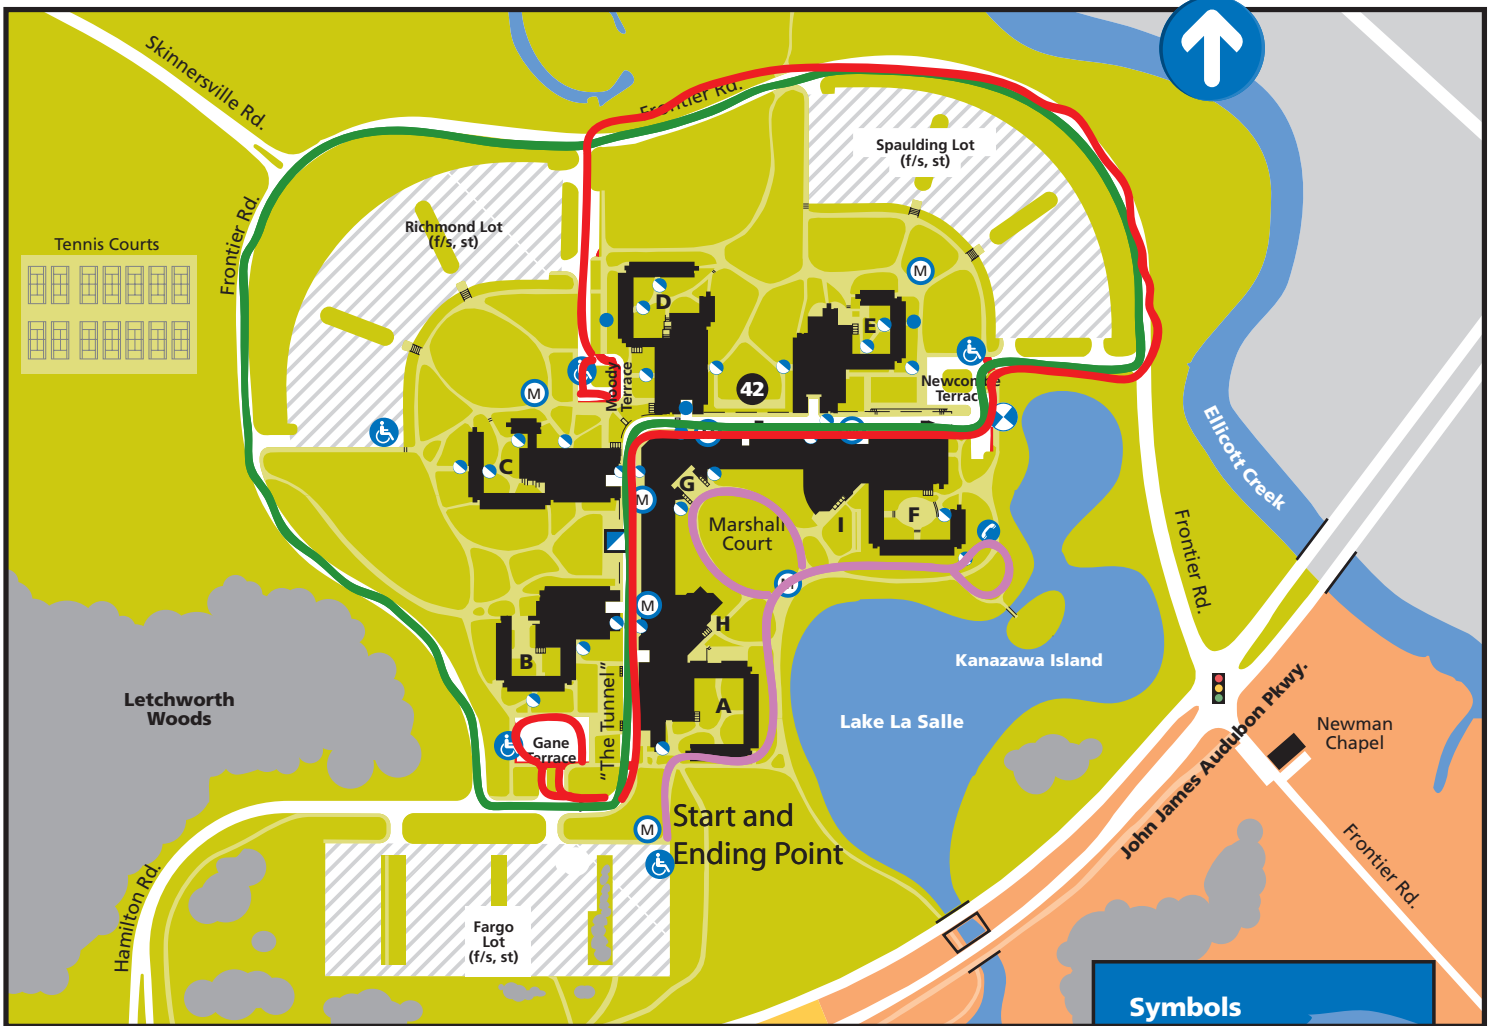 Skinnersville Rd.
Frontier Rd.
Spaulding Lot
(f/s, st)
Richmond Lot
(f/s, st)
Frontier Rd.
Tennis Courts
M
D
E
Moody
Terrace
42
Newcombe
Terrace
M
Ellicott Creek
C
G
M
M
M
Marshall
Court
I
F
Frontier Rd.
M
M
H
B
Kanazawa Island
Letchworth
Woods
"The Tunnel"
A
Lake La Salle
Gane
Terrace
John James Audubon Pkwy.
Newman
Chapel
M
Start and
Ending Point
Hamilton Rd.
Fargo
Lot
(f/s, st)
Frontier Rd.
Symbols